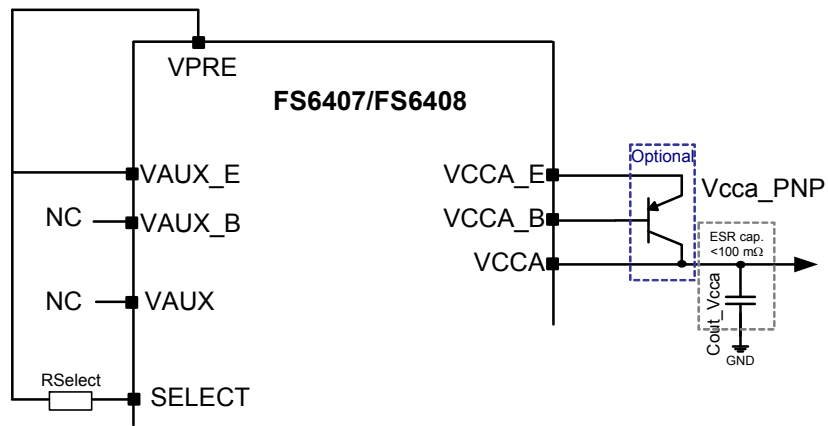 VPRE
FS6407/FS6408
VAUX_E
NC
VAUX_B
NC
VAUX
RSelect
SELECT
VCCA_E
VCCA_B
VCCA
Optional
Vcca_PNP
ESR cap.
<100 mΩ
Cout_Vcca
GND